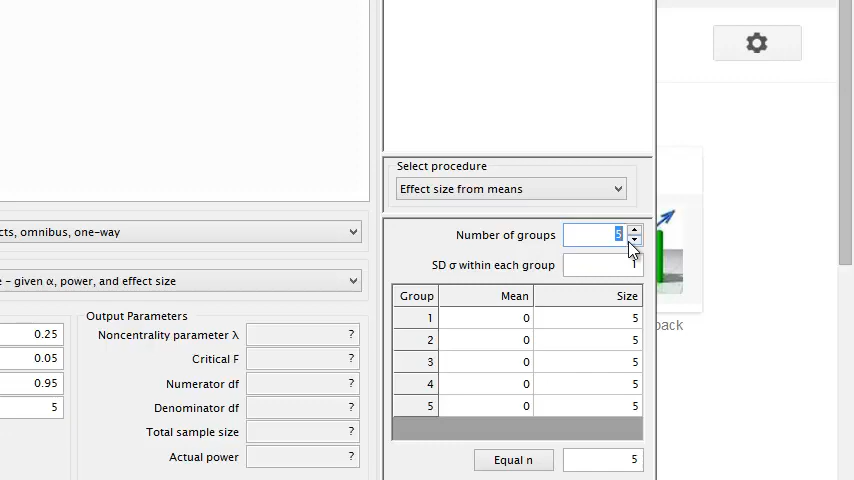 Select procedure
Effect size from means
cts, omnibus, one-way
Number of groups 5
SD σ within each group 1
e - given α, power, and effect size
Group Mean Size
1 0 5
2 0 5
3 0 5
4 0 5
5 0 5
Equal n 5
Output Parameters
0.25 Noncentrality parameter λ ?
0.05 Critical F ?
0.95 Numerator df ?
5 Denominator df ?
Total sample size ?
Actual power ?
back